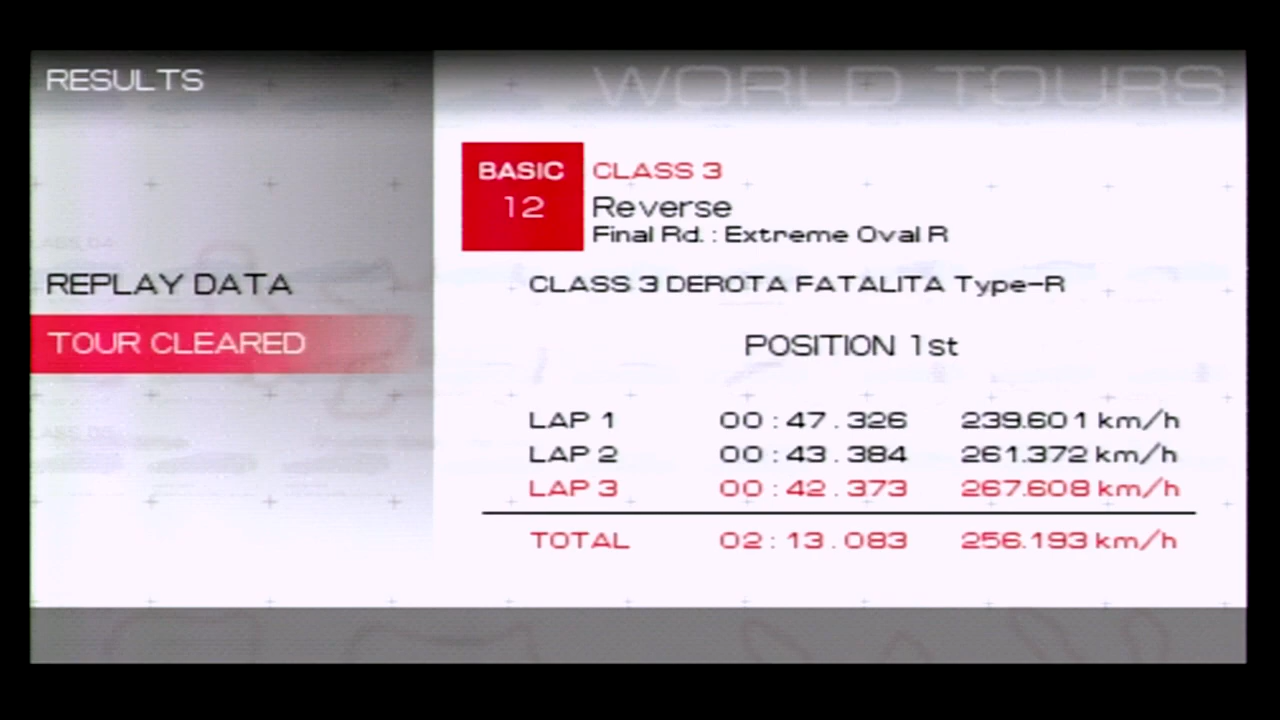 RESULTS
WORLD TOURS
BASIC
12
CLASS 3
Reverse
Final Rd. : Extreme Oval R
REPLAY DATA
CLASS 3 DEROTA FATALITA Type-R
TOUR CLEARED
POSITION 1st
LAP 1 00 : 47 . 326 239.601 km/h
LAP 2 00 : 43 . 384 261.372 km/h
LAP 3 00 : 42 . 373 267.608 km/h
TOTAL 02 : 13 . 083 256.193 km/h